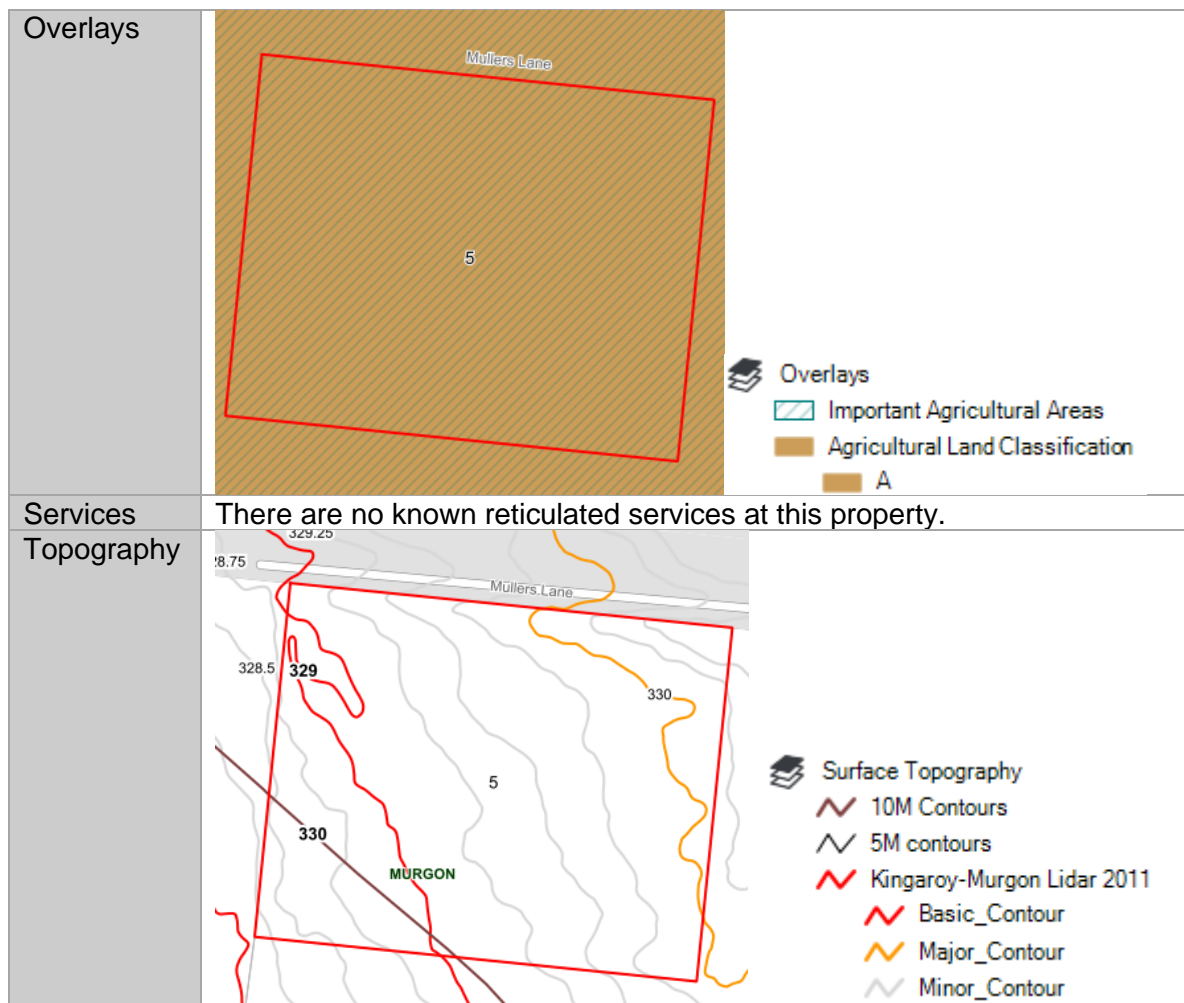 Overlays
Mullers Lane
5
Overlays
Important Agricultural Areas
Agricultural Land Classification
A
Services There are no known reticulated services at this property.
Topography
329.25
28.75
Mullers Lane
328.5 329
330
5
330
MURGON
Surface Topography
10M Contours
5M contours
Kingaroy-Murgon Lidar 2011
Basic_Contour
Major_Contour
Minor_Contour